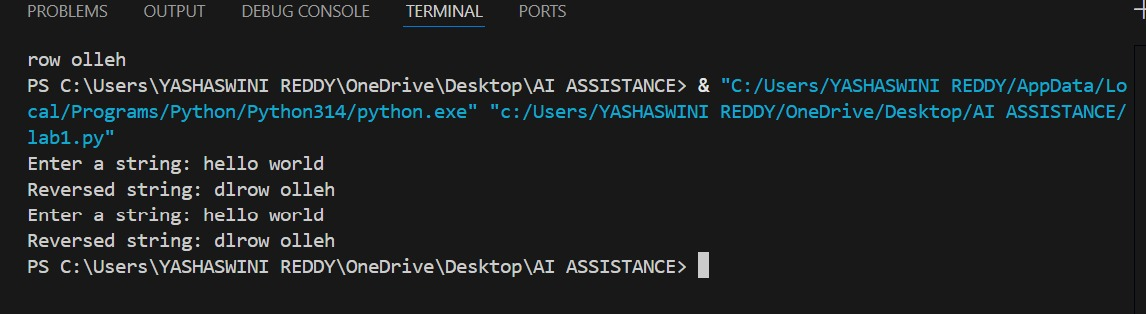 PROBLEMS OUTPUT DEBUG CONSOLE TERMINAL PORTS
row olleh
PS C:\Users\YASHASWINI REDDY\OneDrive\Desktop\AI ASSISTANCE> & "C:/Users/YASHASWINI REDDY/AppData/Lo
cal/Programs/Python/Python314/python.exe" "c:/Users/YASHASWINI REDDY/OneDrive/Desktop/AI ASSISTANCE/
lab1.py"
Enter a string: hello world
Reversed string: dlrow olleh
Enter a string: hello world
Reversed string: dlrow olleh
PS C:\Users\YASHASWINI REDDY\OneDrive\Desktop\AI ASSISTANCE>